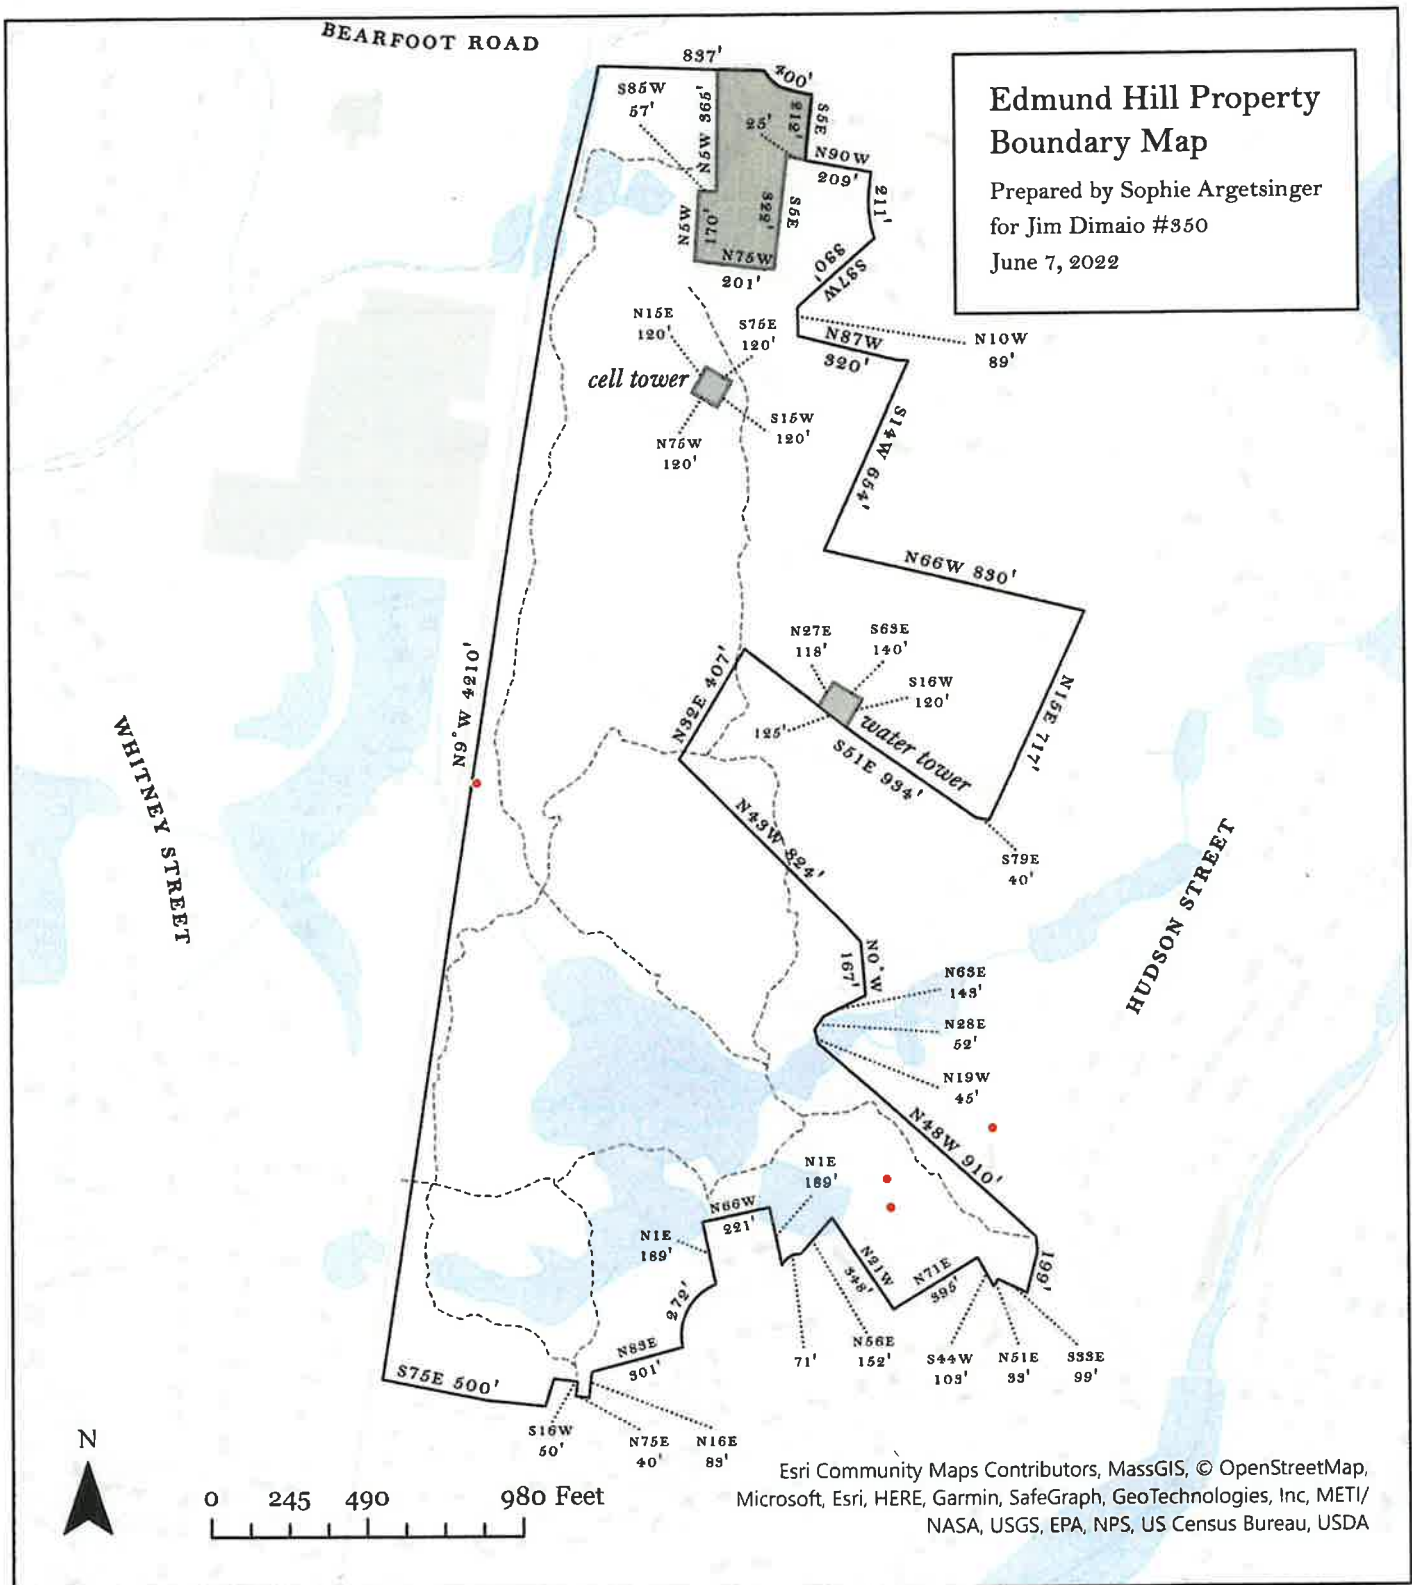 BEARFOOT ROAD
Edmund Hill Property
Boundary Map
Prepared by Sophie Argetsinger
for Jim Dimaio #350
June 7, 2022
837'
200'
S85W
57'
N5W 365'
25'
212'
S5E
N90W
209'
211'
N5W
170'
322'
S5E
N75W
201'
S37W
330'
N10W
89'
N87W
320'
N15E
120'
S75E
120'
cell tower
S15W
120'
N75W
120'
S14W 654'
N66W 830'
N27E
118'
S63E
140'
S16W
120'
125'
water tower
S51E 934'
N15E 717'
S79E
40'
N32E 407'
N9°W 4210'
WHITNEY STREET
HUDSON STREET
N43W 824'
N0°W
167'
N63E
143'
N28E
52'
N19W
45'
N48W 910'
N1E
189'
N66W
221'
N1E
189'
272'
N83E
301'
N21W
348'
N71E
395'
199'
71'
N56E
152'
S44W
103'
N51E
33'
S33E
99'
S75E 500'
S16W
50'
N75E
40'
N16E
83'
N
0 245 490 980 Feet
Esri Community Maps Contributors, MassGIS, © OpenStreetMap,
Microsoft, Esri, HERE, Garmin, SafeGraph, GeoTechnologies, Inc, METI/
NASA, USGS, EPA, NPS, US Census Bureau, USDA